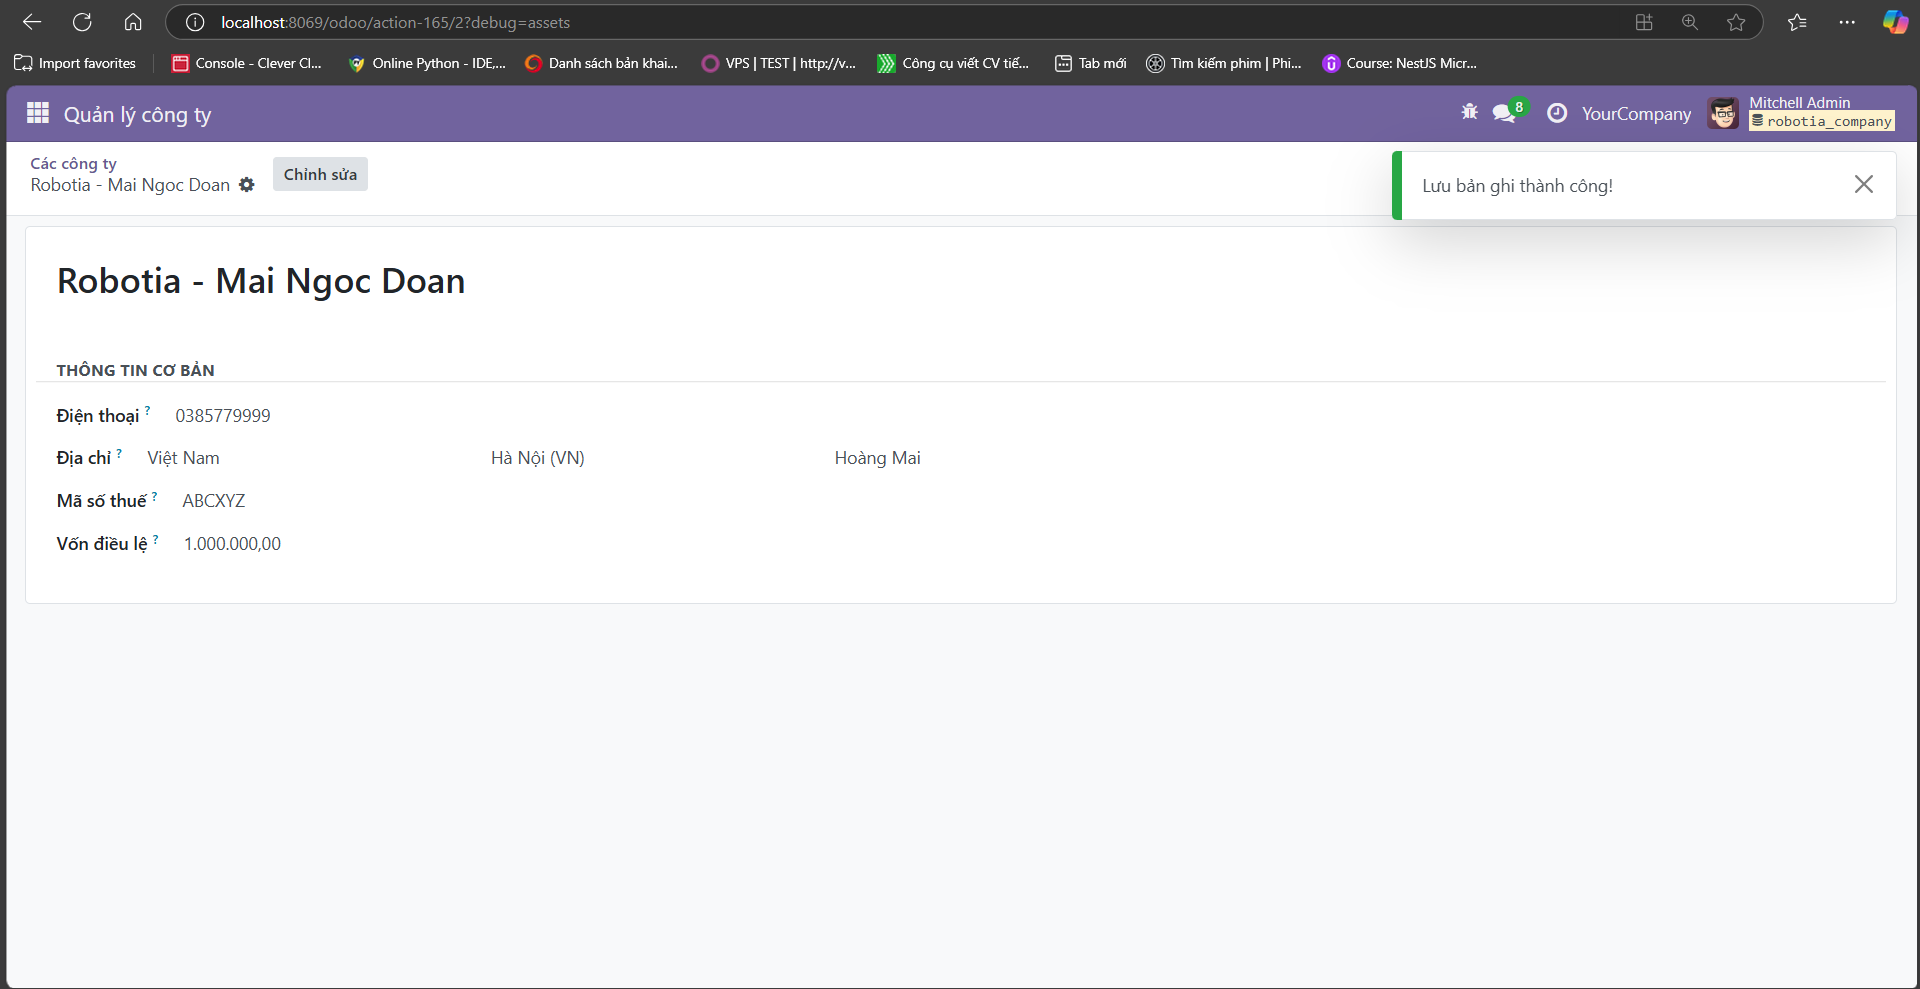 localhost:8069/odoo/action-165/2?debug=assets
Import favorites
Console - Clever Cl...
Online Python - IDE,...
Danh sách bản khai...
VPS | TEST | http://v...
Công cụ viết CV tiế...
Tab mới
Tìm kiếm phim | Phi...
Course: NestJS Micr...
Quản lý công ty
8
YourCompany
Mitchell Admin
robotia_company
Các công ty
Robotia - Mai Ngoc Doan
Chỉnh sửa
Lưu bản ghi thành công!
Robotia - Mai Ngoc Doan
THÔNG TIN CƠ BẢN
Điện thoại ? 0385779999
Địa chỉ ? Việt Nam Hà Nội (VN) Hoàng Mai
Mã số thuế ? ABCXYZ
Vốn điều lệ ? 1.000.000,00